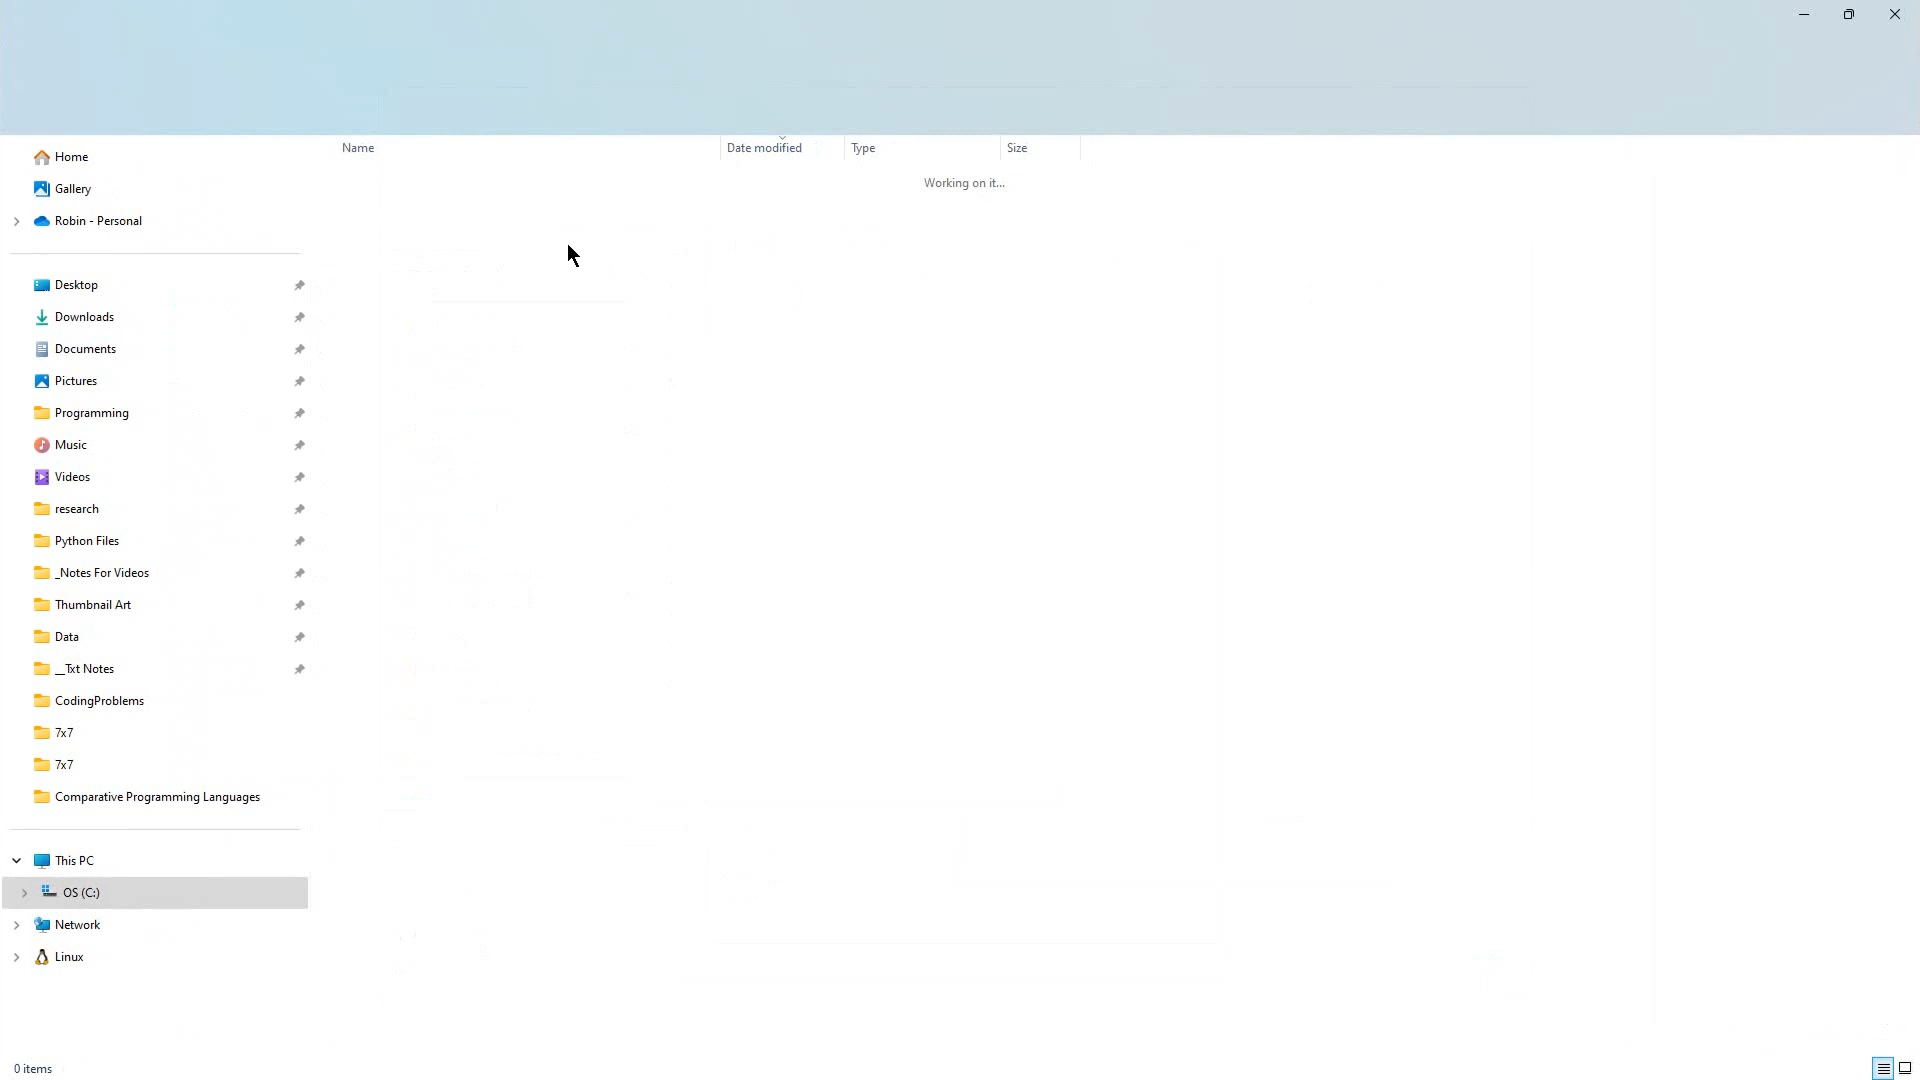 Name
Date modified
Type
Size
Working on it...
Home
Gallery
Robin - Personal
Desktop
Downloads
Documents
Pictures
Programming
Music
Videos
research
Python Files
_Notes For Videos
Thumbnail Art
Data
__Txt Notes
CodingProblems
7x7
7x7
Comparative Programming Languages
This PC
OS (C:)
Network
Linux
0 items